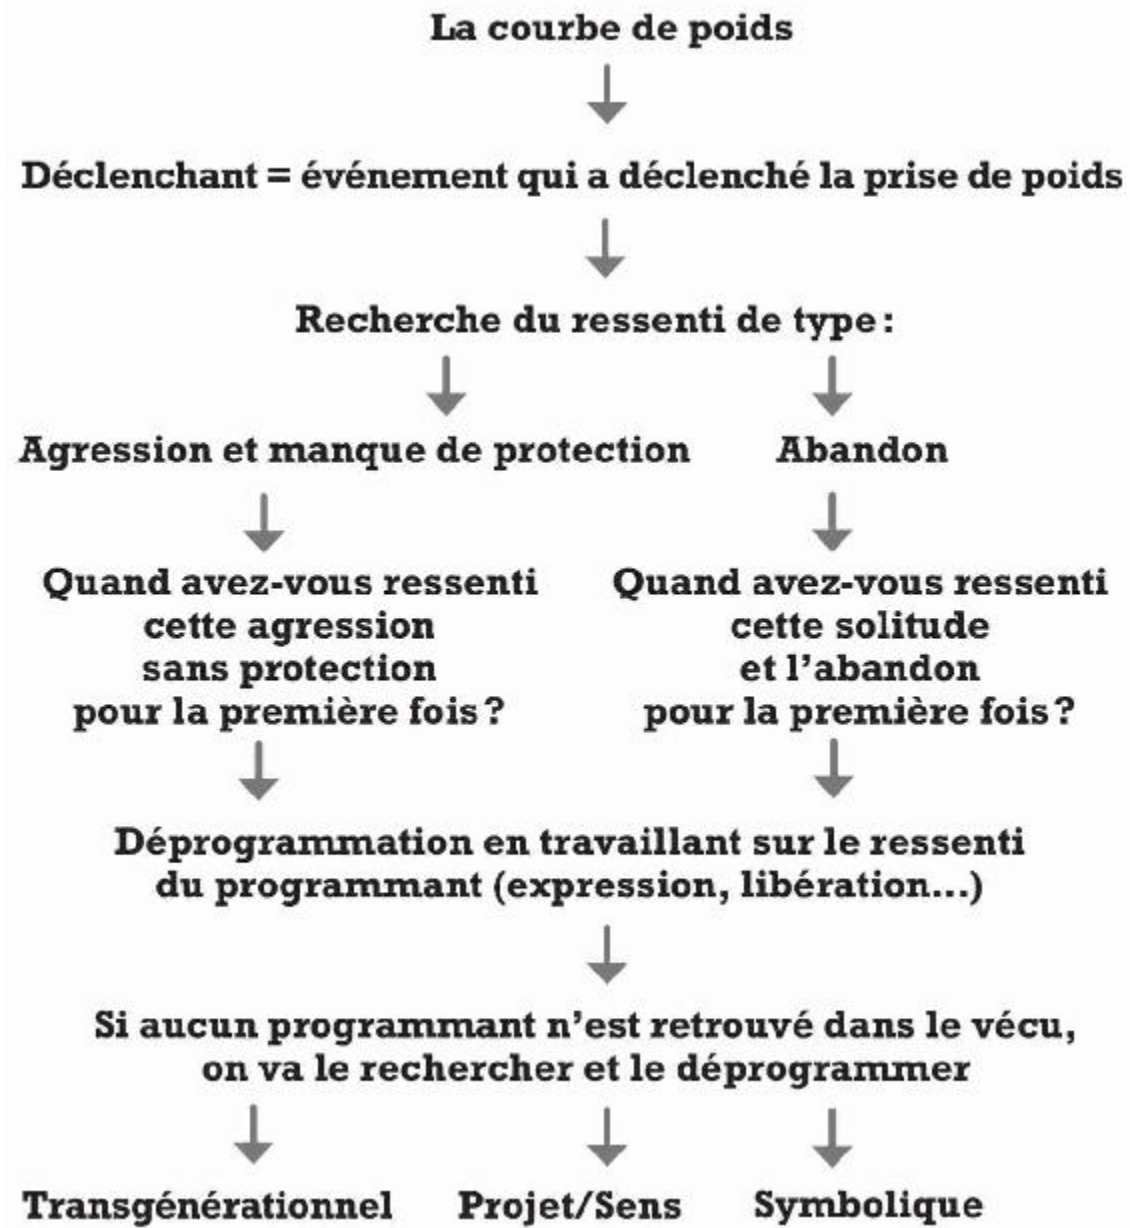 La courbe de poids
Déclenchant = événement qui a déclenché la prise de poids
Recherche du ressenti de type :
Agression et manque de protection
Abandon
Quand avez-vous ressenti
cette agression
sans protection
pour la première fois ?
Quand avez-vous ressenti
cette solitude
et l’abandon
pour la première fois ?
Déprogrammation en travaillant sur le ressenti
du programmant (expression, libération...)
Si aucun programmant n’est retrouvé dans le vécu,
on va le rechercher et le déprogrammer
Transgénérationnel
Projet/Sens
Symbolique